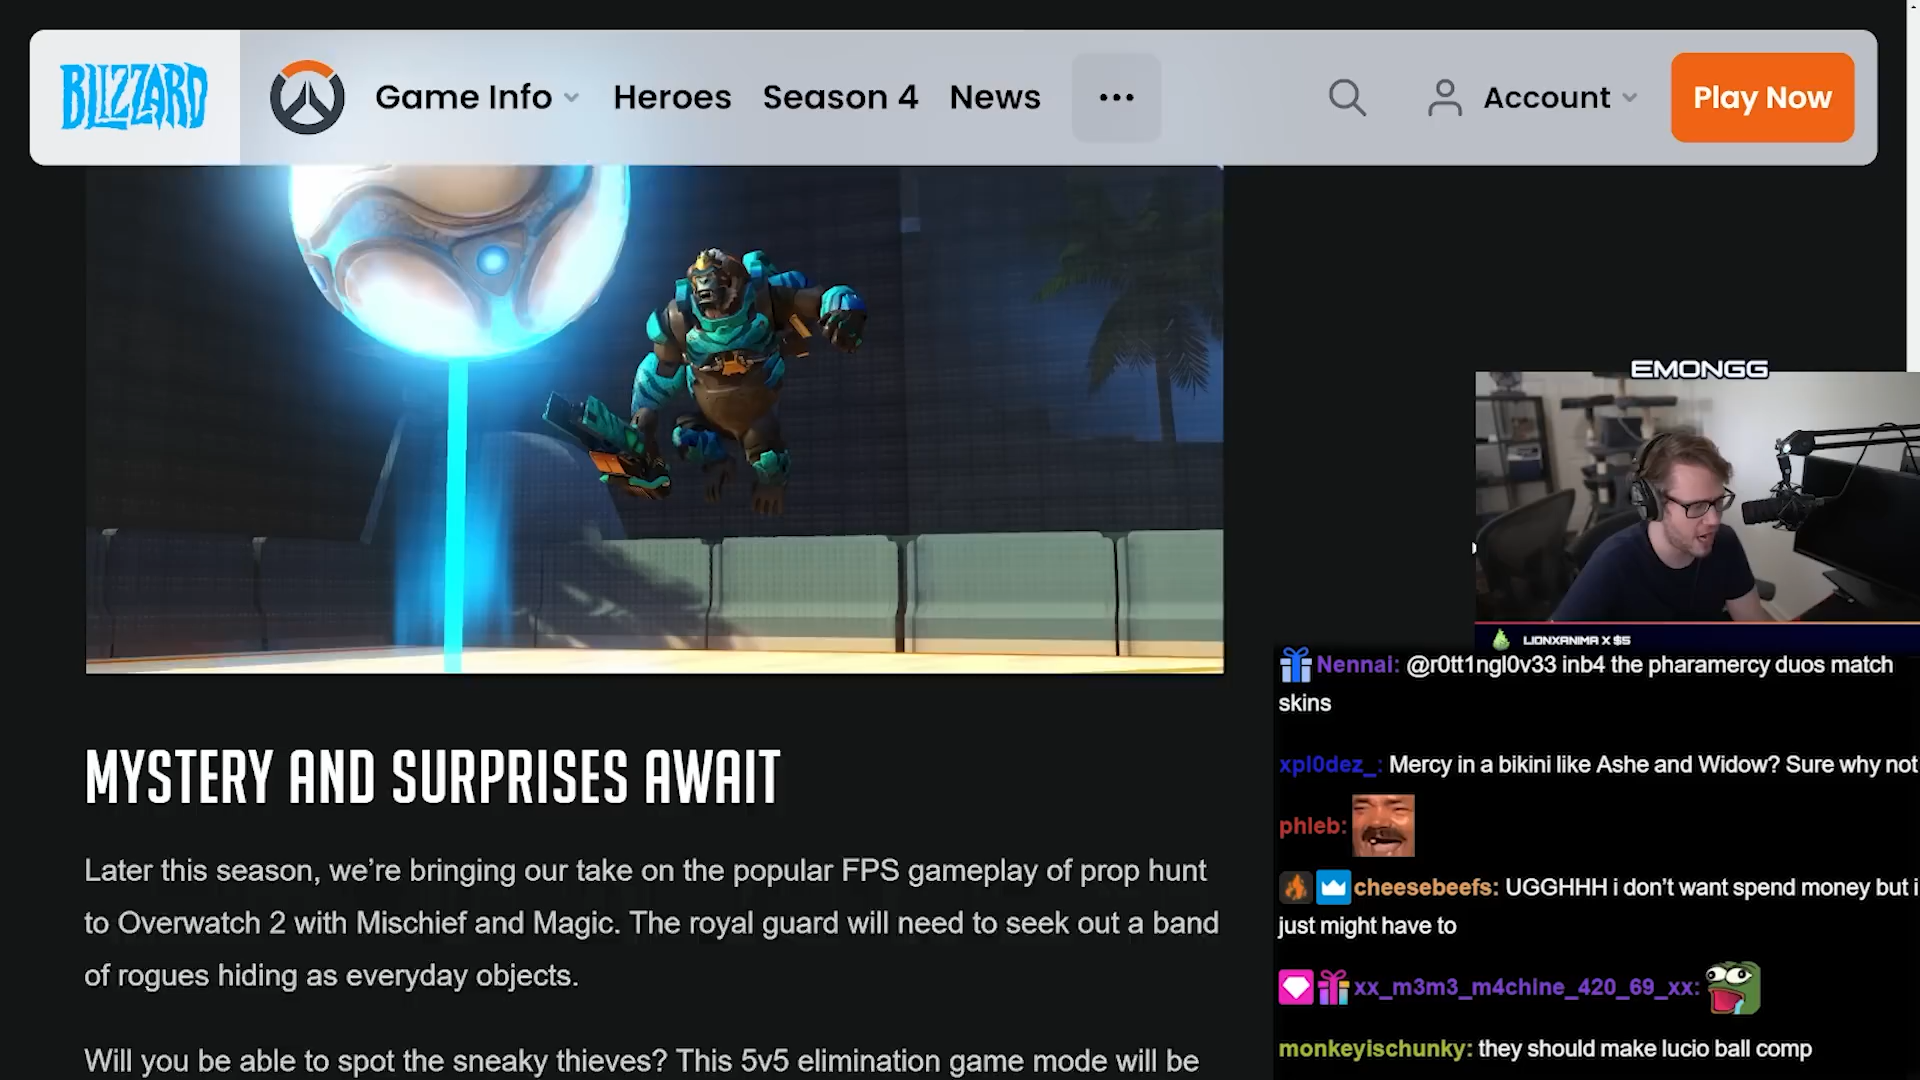 BLIZZARD
Game Info
Heroes
Season 4
News
Account
Play Now
EMONGG
LIONXANIMA X $5
MYSTERY AND SURPRISES AWAIT
Later this season, we’re bringing our take on the popular FPS gameplay of prop hunt
to Overwatch 2 with Mischief and Magic. The royal guard will need to seek out a band
of rogues hiding as everyday objects.
Will you be able to spot the sneaky thieves? This 5v5 elimination game mode will be
Nennai: @r0tt1ngl0v33 inb4 the pharamercy duos match
skins
xpl0dez_: Mercy in a bikini like Ashe and Widow? Sure why not
phleb:
cheesebeefs: UGGHHH i don’t want spend money but i
just might have to
xx_m3m3_m4chine_420_69_xx:
monkeyischunky: they should make lucio ball comp